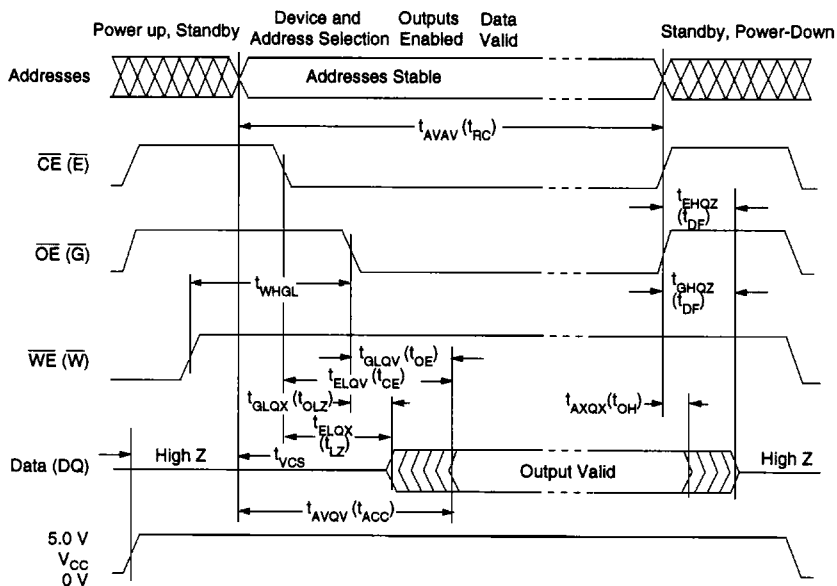 Power up, Standby
Device and
Address Selection
Outputs
Enabled
Data
Valid
Standby, Power-Down
Addresses
Addresses Stable
tAVAV (tRC)
CE (E)
tEHQZ
(tDF)
OE (G)
tWHGL
tGHQZ
(tDF)
WE (W)
tGLQV (tOE)
tELQV (tCE)
tGLQX (tOLZ)
tAXQX (tOH)
tELQX
(tLZ)
Data (DQ)
High Z
tVCS
Output Valid
High Z
tAVQV (tACC)
5.0 V
VCC
0 V